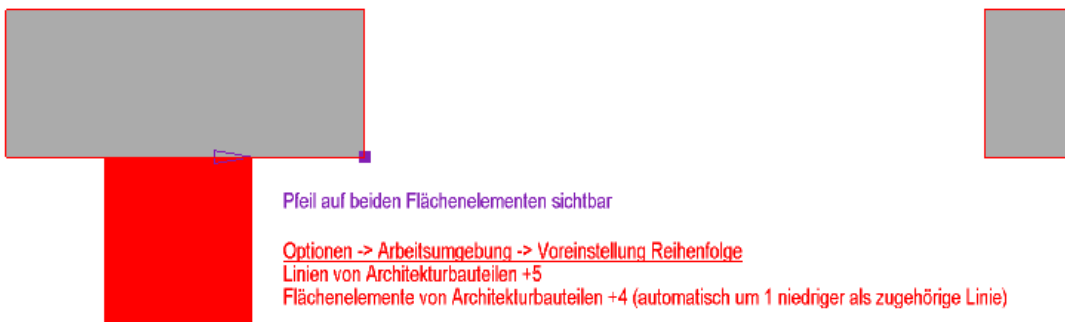 Pfeil auf beiden Flächenelementen sichtbar
Optionen -> Arbeitsumgebung -> Voreinstellung Reihenfolge
Linien von Architekturbauteilen +5
Flächenelemente von Architekturbauteilen +4 (automatisch um 1 niedriger als zugehörige Linie)